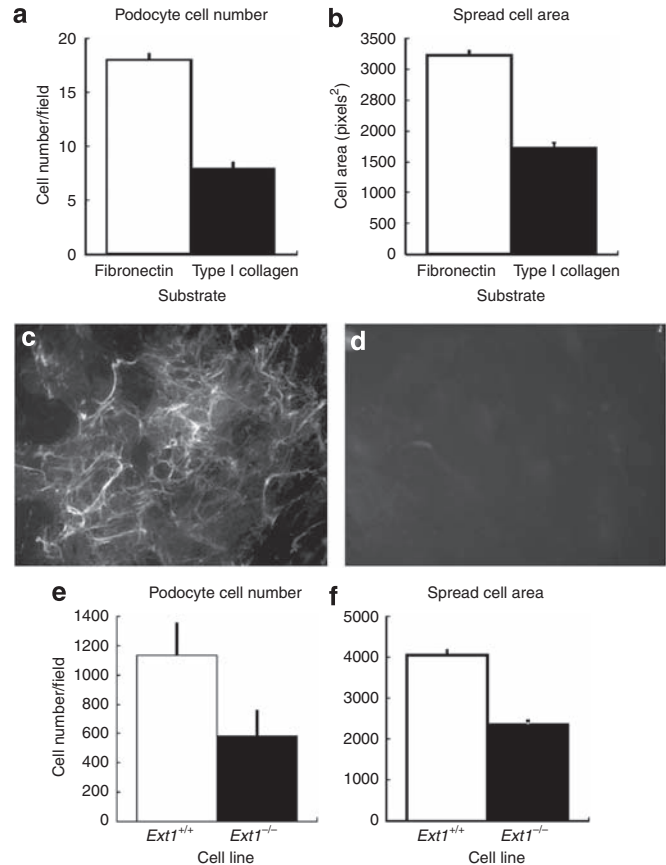 a
Podocyte cell number
Cell number/field
20
15
10
5
0
Fibronectin Type I collagen
Substrate
b
Spread cell area
Cell area (pixels²)
3500
3000
2800
2000
1500
1000
500
0
Fibronectin Type I collagen
Substrate
c
d
e
Podocyte cell number
Cell number/field
1400
1200
1000
800
600
400
200
0
Ext1+/+ Ext1−/−
Cell line
f
Spread cell area
5000
4000
3000
2000
1000
0
Ext1+/+ Ext1−/−
Cell line